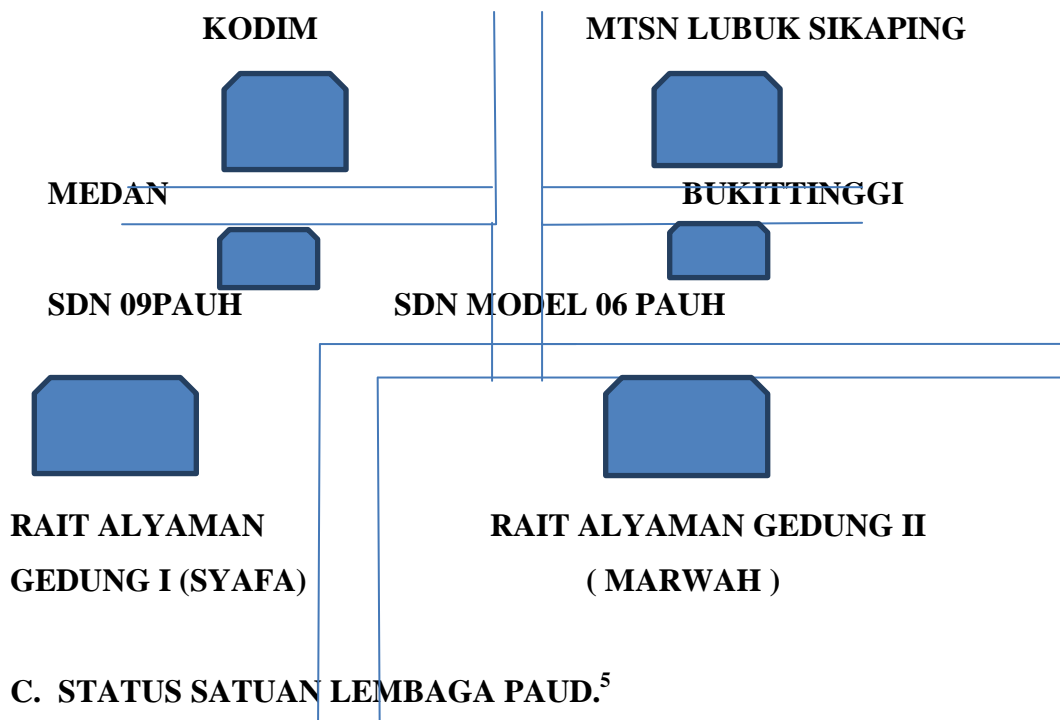 KODIM MTSN LUBUK SIKAPING
MEDAN BUKITTINGGI
SDN 09PAUH SDN MODEL 06 PAUH
RAIT ALYAMAN RAIT ALYAMAN GEDUNG II
GEDUNG I (SYAFA) ( MARWAH )
C. STATUS SATUAN LEMBAGA PAUD.⁵